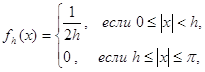 f_h(x) = { 1/2h, если 0 ≤ |x| < h,
0, если h ≤ |x| ≤ π,